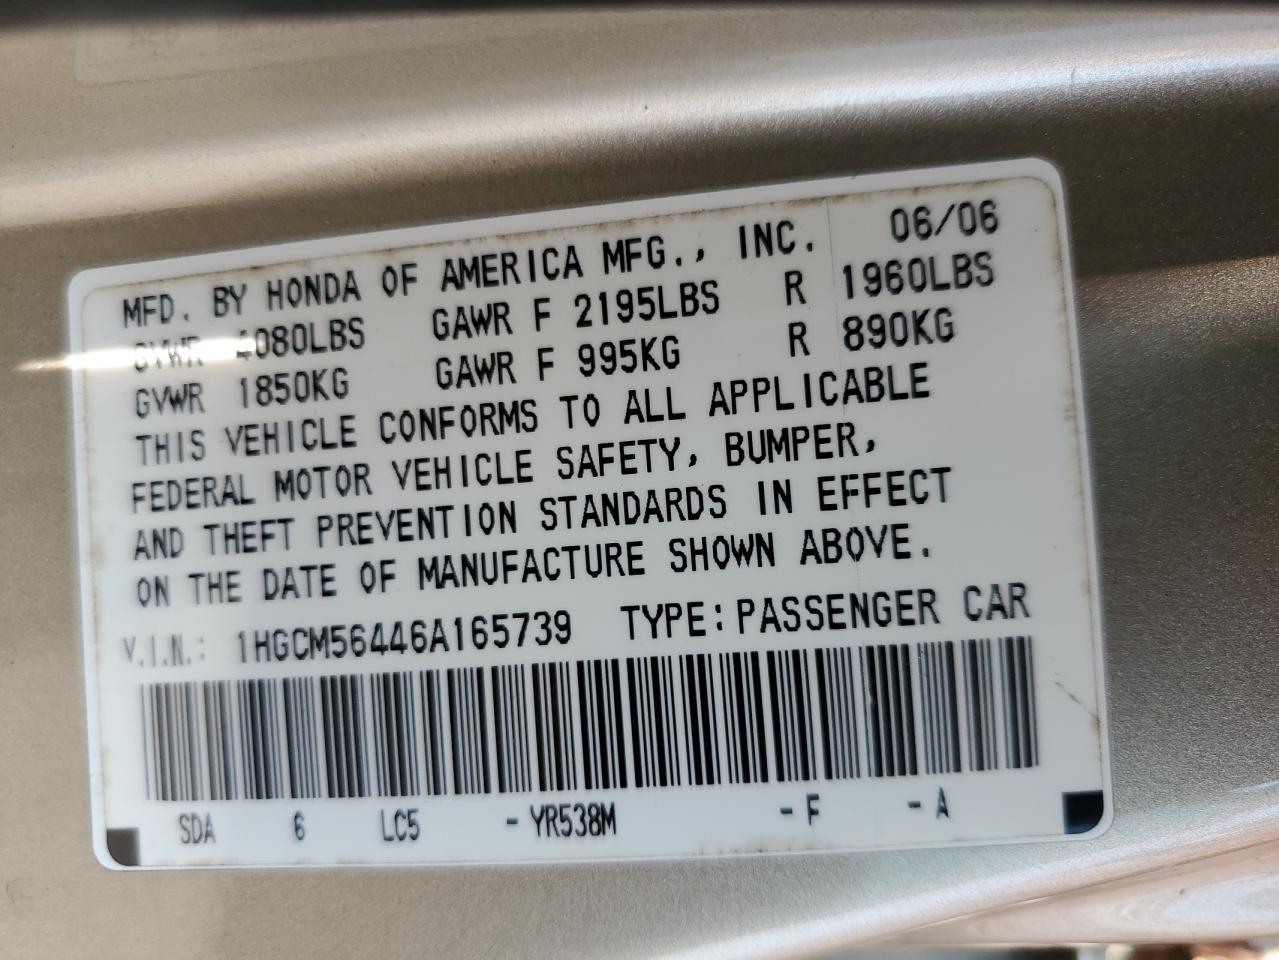 MFD. BY HONDA OF AMERICA MFG., INC. 06/06
GVWR 4080LBS GAWR F 2195LBS R 1960LBS
GVWR 1850KG GAWR F 995KG R 890KG
THIS VEHICLE CONFORMS TO ALL APPLICABLE
FEDERAL MOTOR VEHICLE SAFETY, BUMPER,
AND THEFT PREVENTION STANDARDS IN EFFECT
ON THE DATE OF MANUFACTURE SHOWN ABOVE.
V.I.N.: 1HGCM56446A165739 TYPE: PASSENGER CAR
SDA 6 LC5 - YR538M - F - A